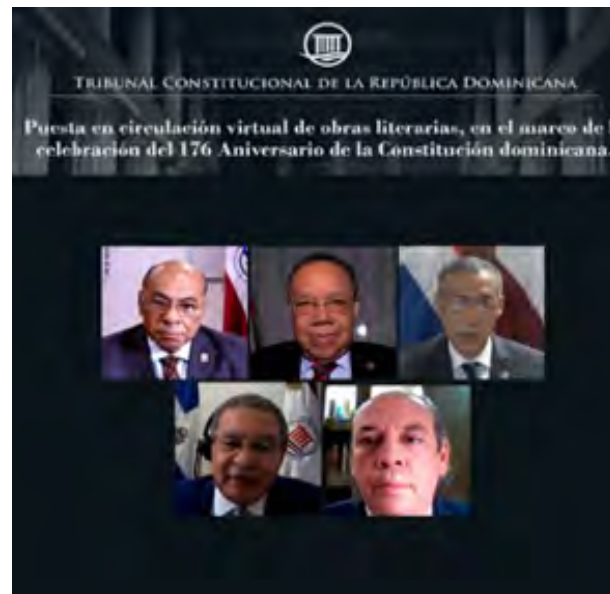 TRIBUNAL CONSTITUCIONAL DE LA REPÚBLICA DOMINICANA
Puesta en circulación virtual de obras literarias, en el marco de
celebración del 176 Aniversario de la Constitución dominicana.